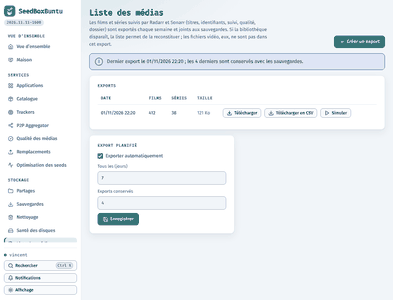 SeedBoxBuntu
2026.11.11-1600
VUE D'ENSEMBLE
Vue d'ensemble
Maison
SERVICES
Applications
Catalogue
Trackers
P2P Aggregator
Qualité des médias
Remplacements
Optimisation des seeds
STOCKAGE
Partages
Sauvegardes
Nettoyage
Santé des disques
vincent
Rechercher
Ctrl K
Notifications
Affichage
Liste des médias
Les films et séries suivis par Radarr et Sonarr (titres, identifiants, suivi, qualité,
dossier) sont exportés chaque semaine et joints aux sauvegardes. Si la bibliothèque
disparaît, la liste permet de la reconstituer ; les fichiers vidéo, eux, ne sont pas dans
cet export.
Créer un export
Dernier export le 01/11/2026 22:20 ; les 4 derniers sont conservés avec les sauvegardes.
EXPORTS
DATE FILMS SÉRIES TAILLE
01/11/2026 22:20 412 38 121 Ko Télécharger Télécharger en CSV Simuler
EXPORT PLANIFIÉ
Exporter automatiquement
Tous les (jours)
7
Exports conservés
4
Enregistrer